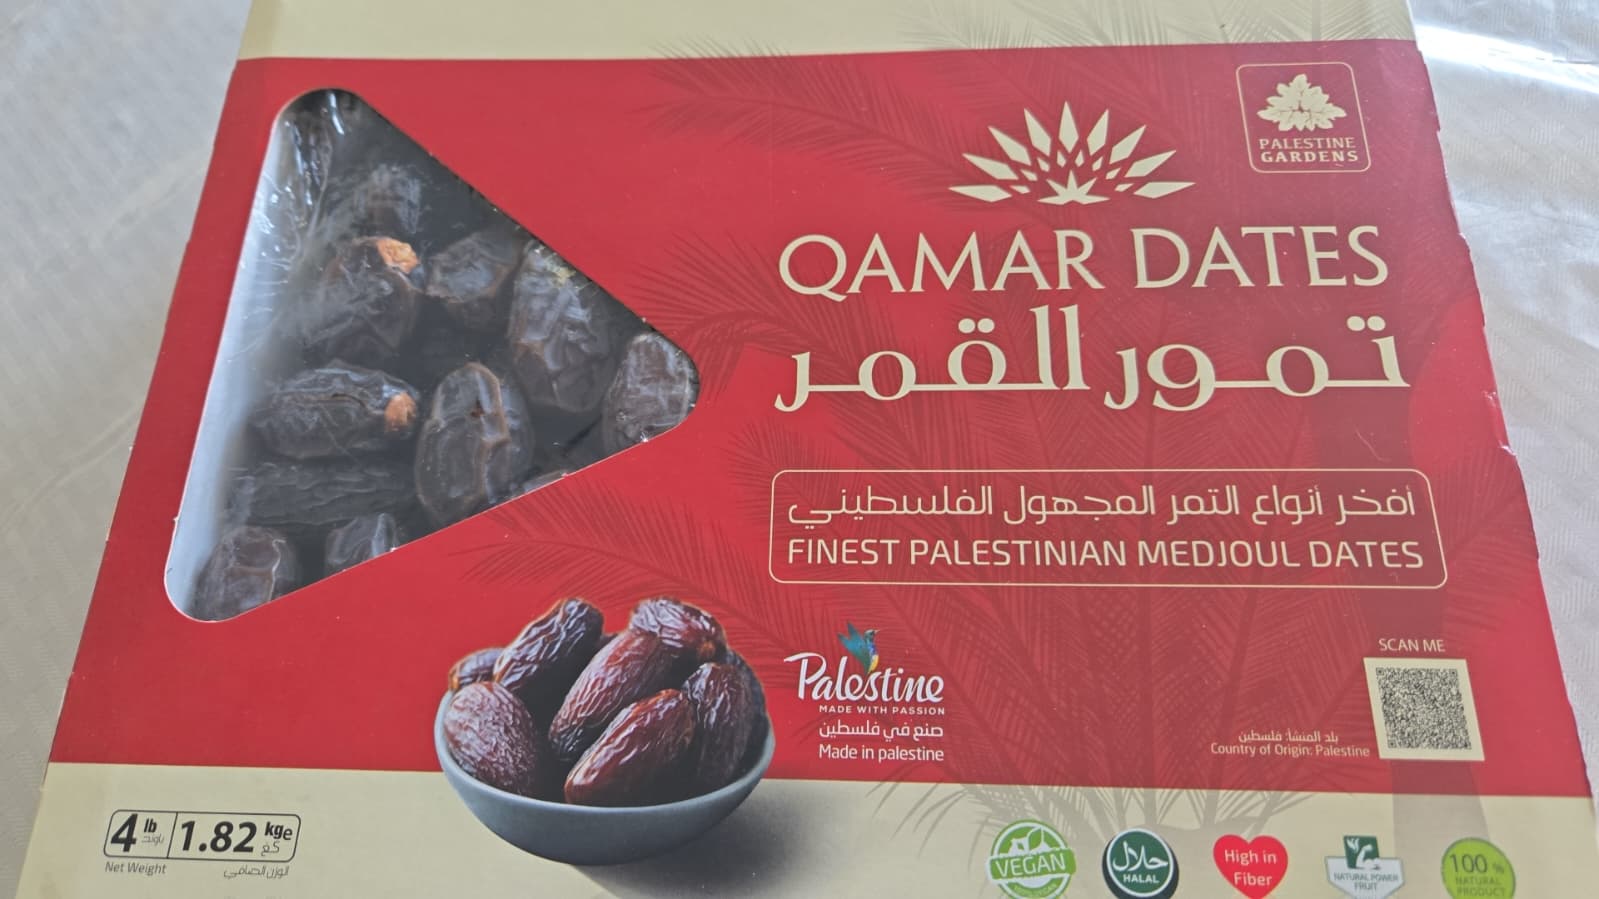 PALESTINE
GARDENS
QAMAR DATES
تمور القمر
أفخر أنواع التمر المجهول الفلسطيني
FINEST PALESTINIAN MEDJOUL DATES
Palestine
MADE WITH PASSION
صنع في فلسطين
Made in palestine
SCAN ME
بلد المنشأ: فلسطين
Country of Origin: Palestine
4 lb باوند 1.82 kge كغ
Net Weight الوزن الصافي
VEGAN
حلال
HALAL
High in
Fiber
NATURAL POWER
FRUIT
100 %
NATURAL
PRODUCT